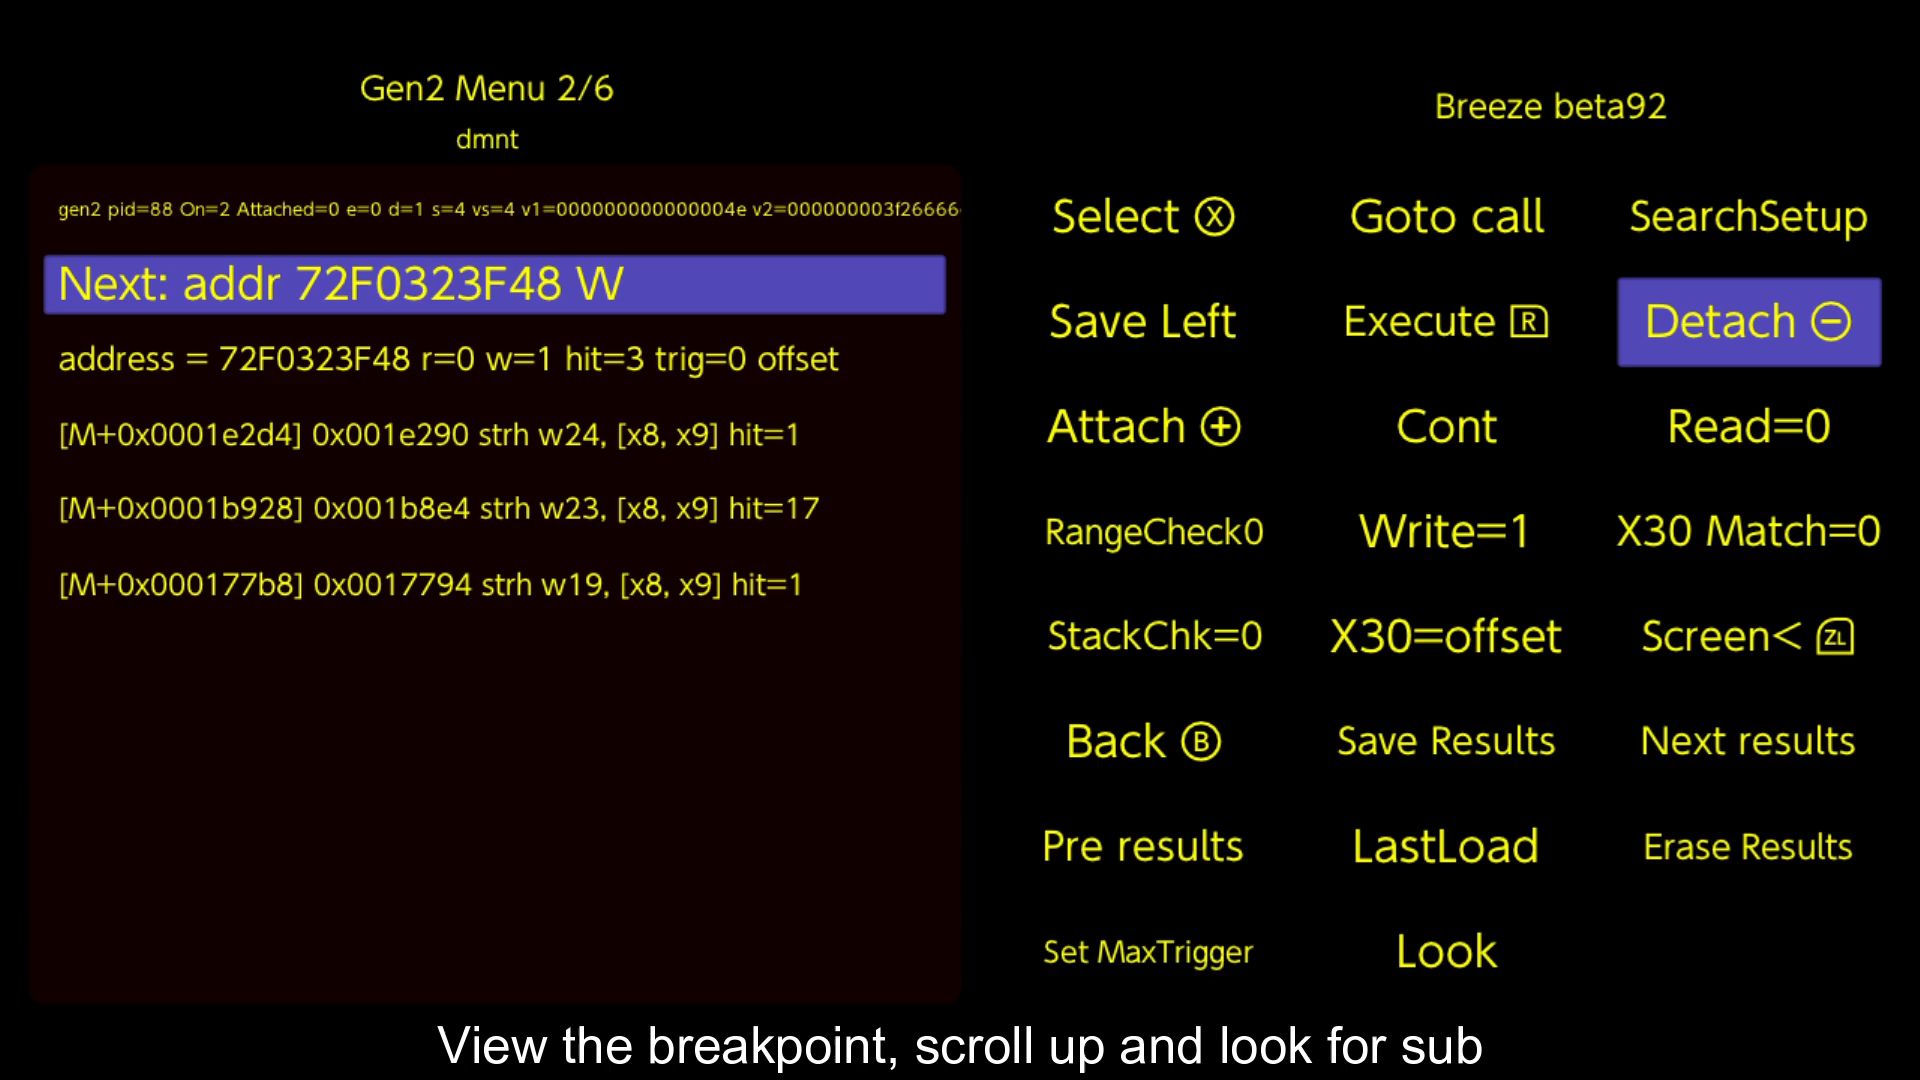 Gen2 Menu 2/6
dmnt
Breeze beta92
gen2 pid=88 On=2 Attached=0 e=0 d=1 s=4 vs=4 v1=000000000000004e v2=000000003f26666
Next: addr 72F0323F48 W
address = 72F0323F48 r=0 w=1 hit=3 trig=0 offset
[M+0x0001e2d4] 0x001e290 strh w24, [x8, x9] hit=1
[M+0x0001b928] 0x001b8e4 strh w23, [x8, x9] hit=17
[M+0x000177b8] 0x0017794 strh w19, [x8, x9] hit=1
Select Ⓧ Goto call SearchSetup
Save Left Execute R Detach ⊖
Attach ⊕ Cont Read=0
RangeCheck0 Write=1 X30 Match=0
StackChk=0 X30=offset Screen< ZL
Back Ⓑ Save Results Next results
Pre results LastLoad Erase Results
Set MaxTrigger Look
View the breakpoint, scroll up and look for sub